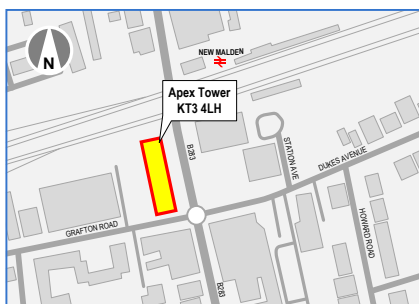 NEW MALDEN
N
Apex Tower
KT3 4LH
B283
STATION AVE
DUKES AVENUE
GRAFTON ROAD
HOWARD ROAD
B283